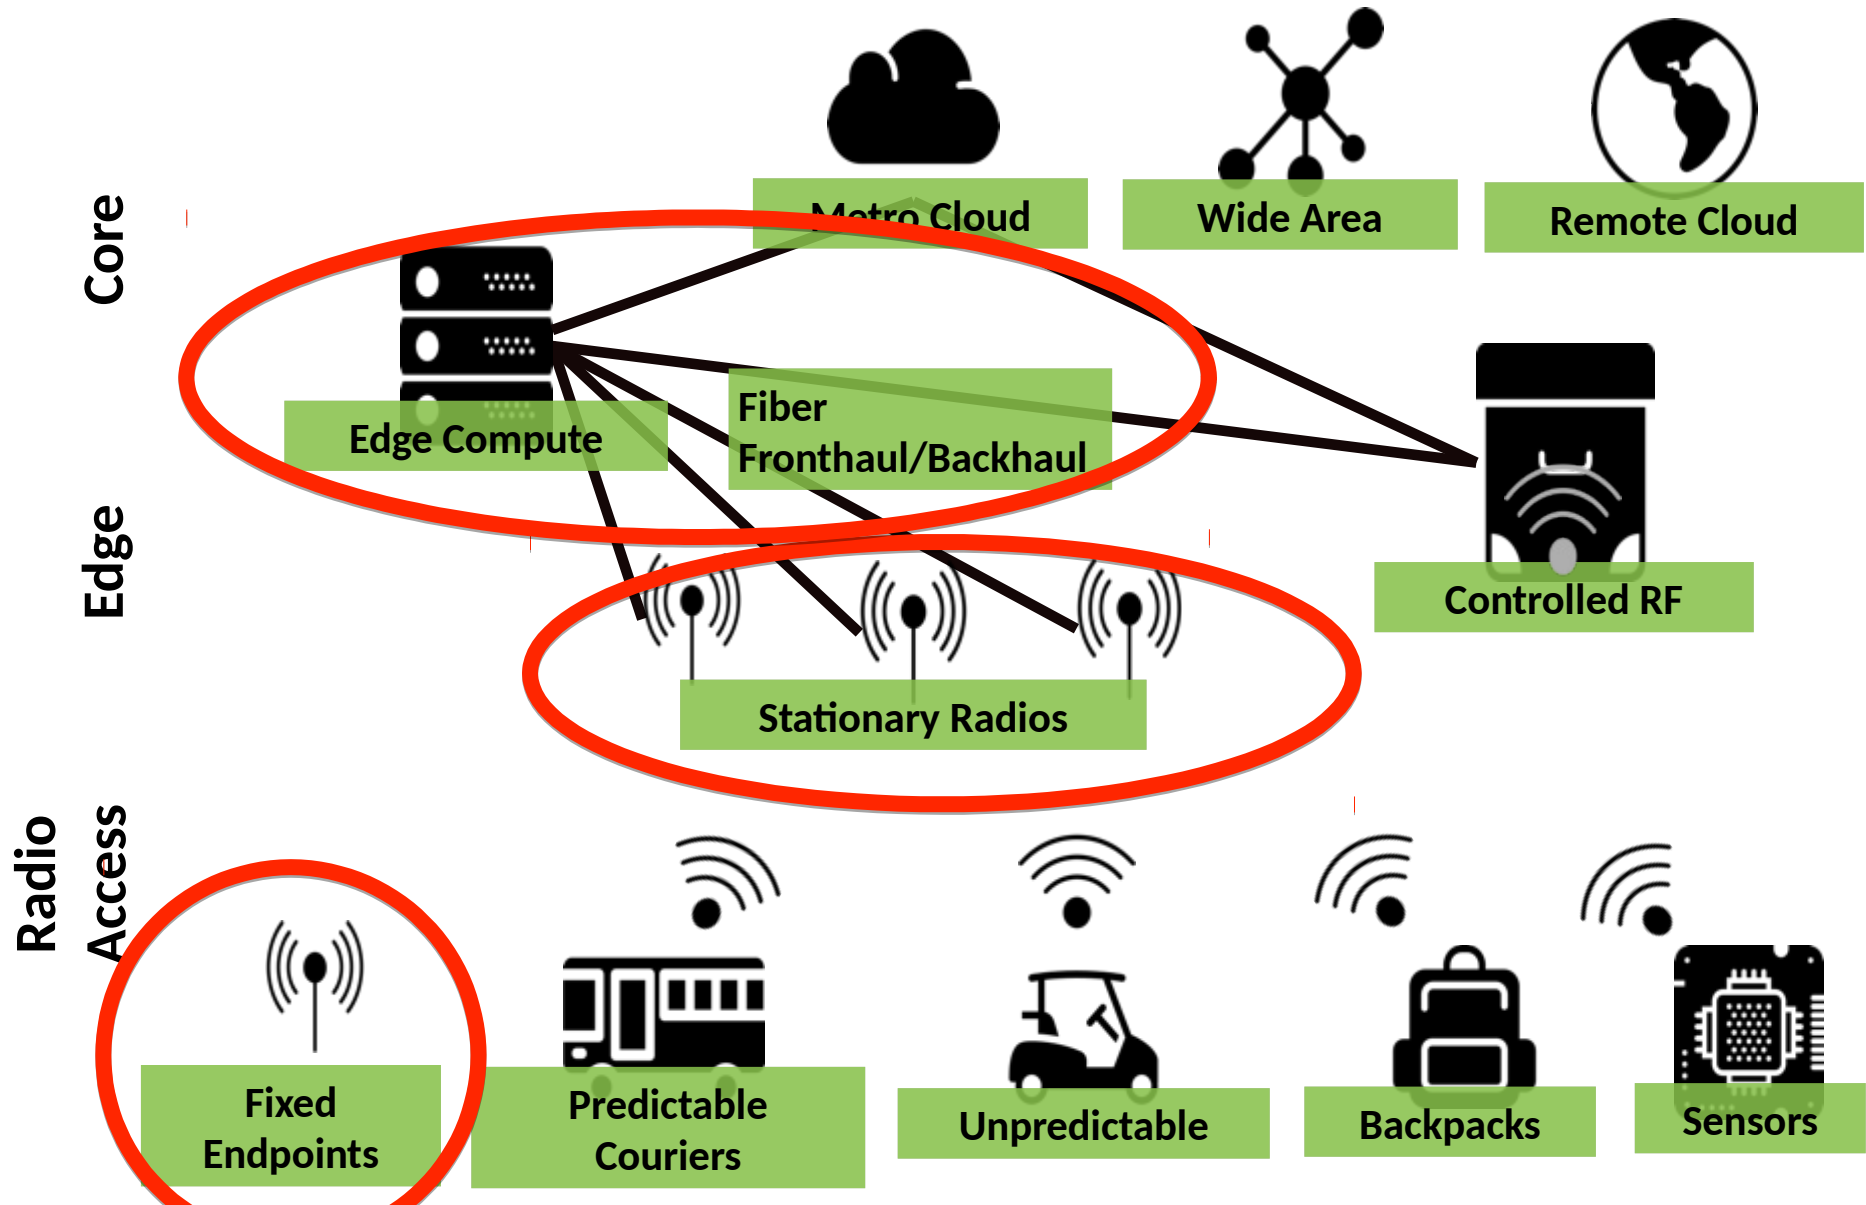 Core
Metro Cloud
Wide Area
Remote Cloud
Edge Compute
Fiber
Fronthaul/Backhaul
Edge
Controlled RF
Stationary Radios
Radio
Access
Fixed
Endpoints
Predictable
Couriers
Unpredictable
Backpacks
Sensors